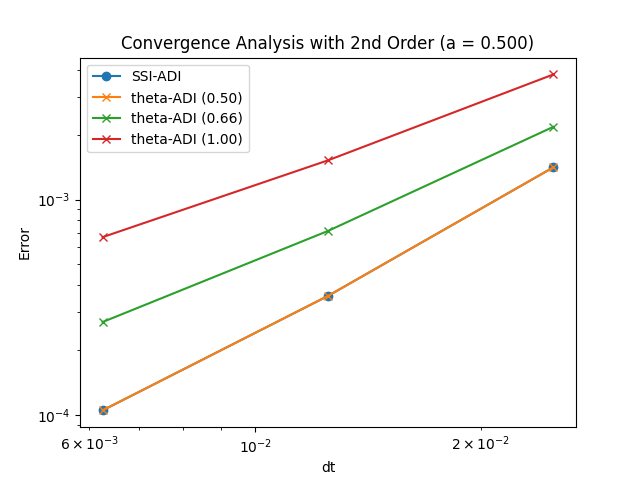 Convergence Analysis with 2nd Order (a = 0.500)
SSI-ADI
theta-ADI (0.50)
theta-ADI (0.66)
theta-ADI (1.00)
Error
10⁻³
10⁻⁴
6 × 10⁻³
10⁻²
2 × 10⁻²
dt